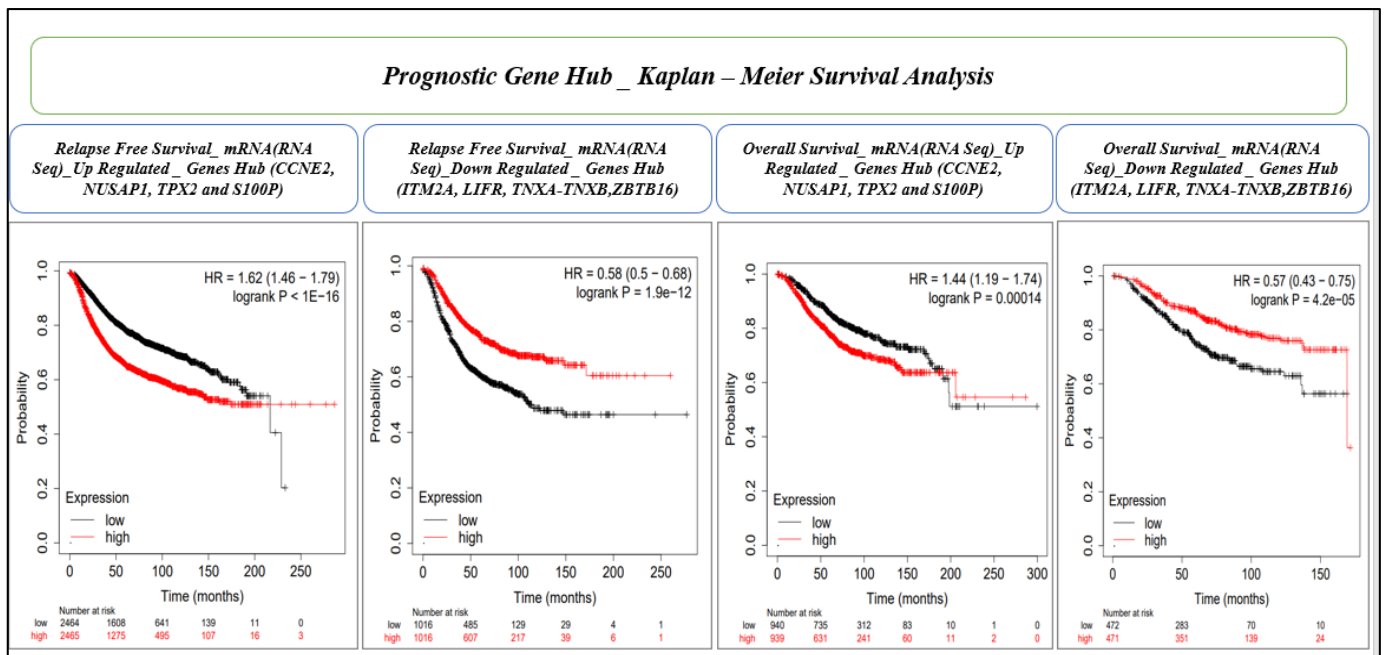 Prognostic Gene Hub _ Kaplan – Meier Survival Analysis
Relapse Free Survival_ mRNA(RNA
Seq)_Up Regulated _ Genes Hub (CCNE2,
NUSAP1, TPX2 and S100P)
Relapse Free Survival_ mRNA(RNA
Seq)_Down Regulated _ Genes Hub
(ITM2A, LIFR, TNXA-TNXB,ZBTB16)
Overall Survival_ mRNA(RNA Seq)_Up
Regulated _ Genes Hub (CCNE2,
NUSAP1, TPX2 and S100P)
Overall Survival_ mRNA(RNA
Seq)_Down Regulated _ Genes Hub
(ITM2A, LIFR, TNXA-TNXB,ZBTB16)
HR = 1.62 (1.46 − 1.79)
logrank P < 1E−16
Probability
1.0
0.8
0.6
0.4
0.2
0.0
Expression
low
high
0 50 100 150 200 250
Time (months)
Number at risk
low 2464 1608 641 139 11 0
high 2465 1275 495 107 16 3
HR = 0.58 (0.5 − 0.68)
logrank P = 1.9e−12
Probability
1.0
0.8
0.6
0.4
0.2
0.0
Expression
low
high
0 50 100 150 200 250
Time (months)
Number at risk
low 1016 485 129 29 4 1
high 1016 607 217 39 6 1
HR = 1.44 (1.19 − 1.74)
logrank P = 0.00014
Probability
1.0
0.8
0.6
0.4
0.2
0.0
Expression
low
high
0 50 100 150 200 250 300
Time (months)
Number at risk
low 940 735 312 83 10 1 0
high 939 631 241 60 11 2 0
HR = 0.57 (0.43 − 0.75)
logrank P = 4.2e−05
Probability
1.0
0.8
0.6
0.4
0.2
0.0
Expression
low
high
0 50 100 150
Time (months)
Number at risk
low 472 283 70 10
high 471 351 139 24